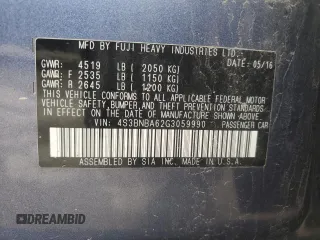 MFD BY FUJI HEAVY INDUSTRIES LTD.
DATE: 05/16
GVWR: 4519 LB ( 2050 KG)
GAWR: F 2535 LB ( 1150 KG)
GAWR: R 2645 LB ( 1200 KG)
THIS VEHICLE CONFORMS TO ALL APPLICABLE
FEDERAL MOTOR VEHICLE SAFETY, BUMPER, AND THEFT PREVENTION
STANDARDS IN EFFECT ON THE DATE OF MANUFACTURE SHOWN ABOVE.
VIN: 4S3BNBA62G3059990 PASSENGER CAR
ASSEMBLED BY SIA INC. MADE IN U.S.A.
DREAMBID